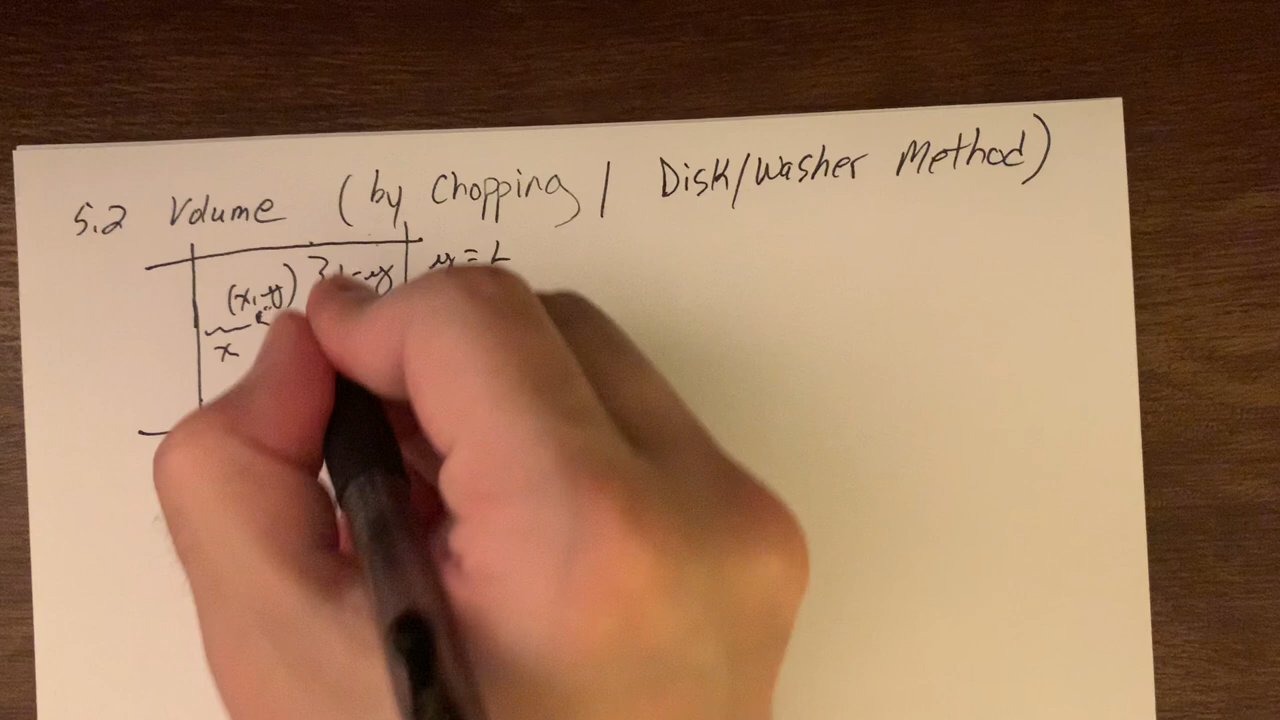 5.2 Volume (by Chopping / Disk/Washer Method)
(x,y) } L-y y = L
x